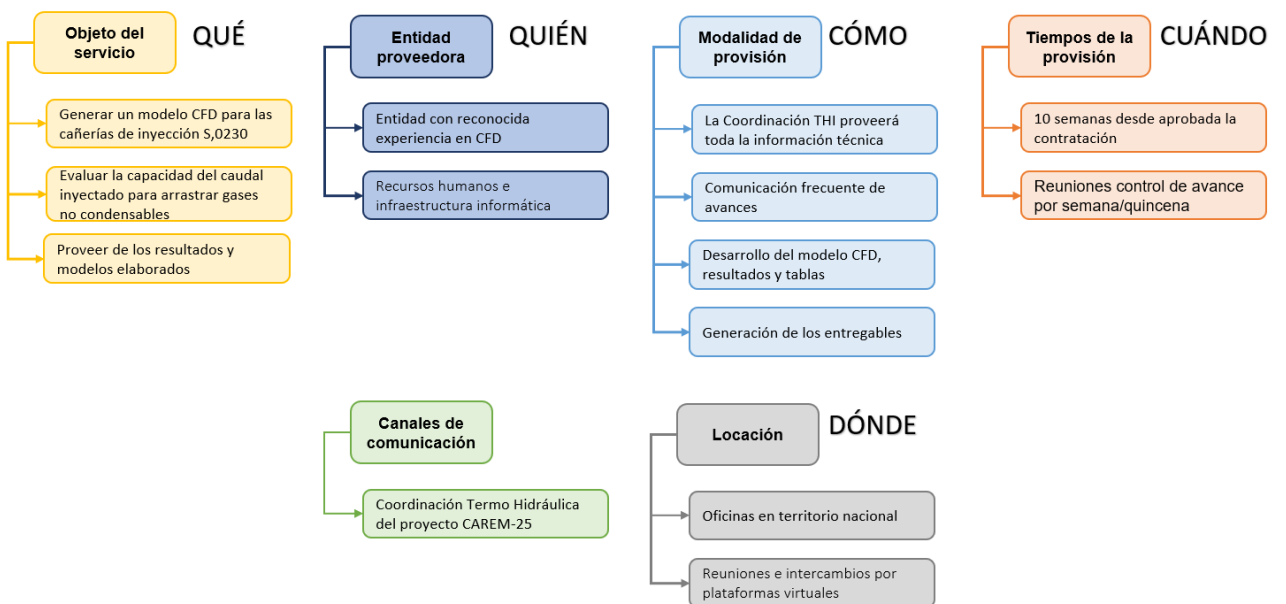 Objeto del
servicio
QUÉ
Generar un modelo CFD para las
cañerías de inyección S,0230
Evaluar la capacidad del caudal
inyectado para arrastrar gases
no condensables
Proveer de los resultados y
modelos elaborados
Entidad
proveedora
QUIÉN
Entidad con reconocida
experiencia en CFD
Recursos humanos e
infraestructura informática
Modalidad de
provisión
CÓMO
La Coordinación THI proveerá
toda la información técnica
Comunicación frecuente de
avances
Desarrollo del modelo CFD,
resultados y tablas
Generación de los entregables
Tiempos de la
provisión
CUÁNDO
10 semanas desde aprobada la
contratación
Reuniones control de avance
por semana/quincena
Canales de
comunicación
Coordinación Termo Hidráulica
del proyecto CAREM-25
Locación
DÓNDE
Oficinas en territorio nacional
Reuniones e intercambios por
plataformas virtuales